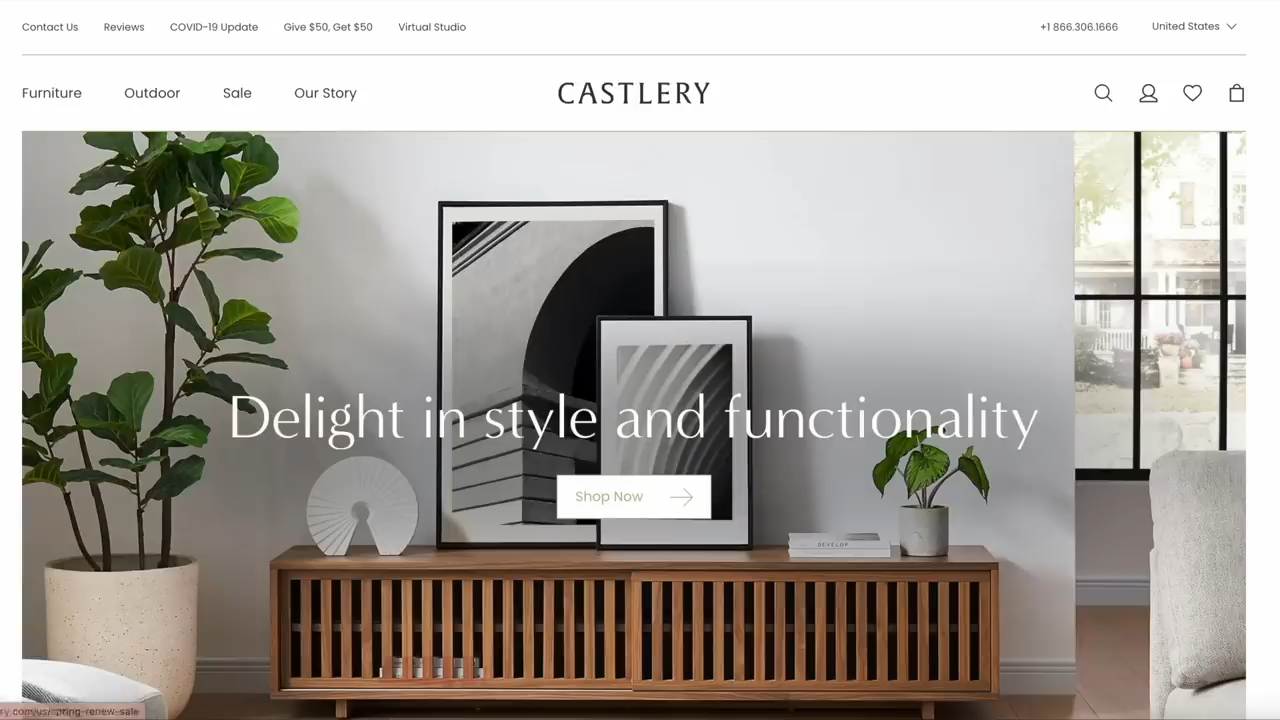 Contact Us Reviews COVID-19 Update Give $50, Get $50 Virtual Studio +1 866.306.1666 United States
Furniture Outdoor Sale Our Story CASTLERY
Delight in style and functionality
Shop Now
DEVELOP